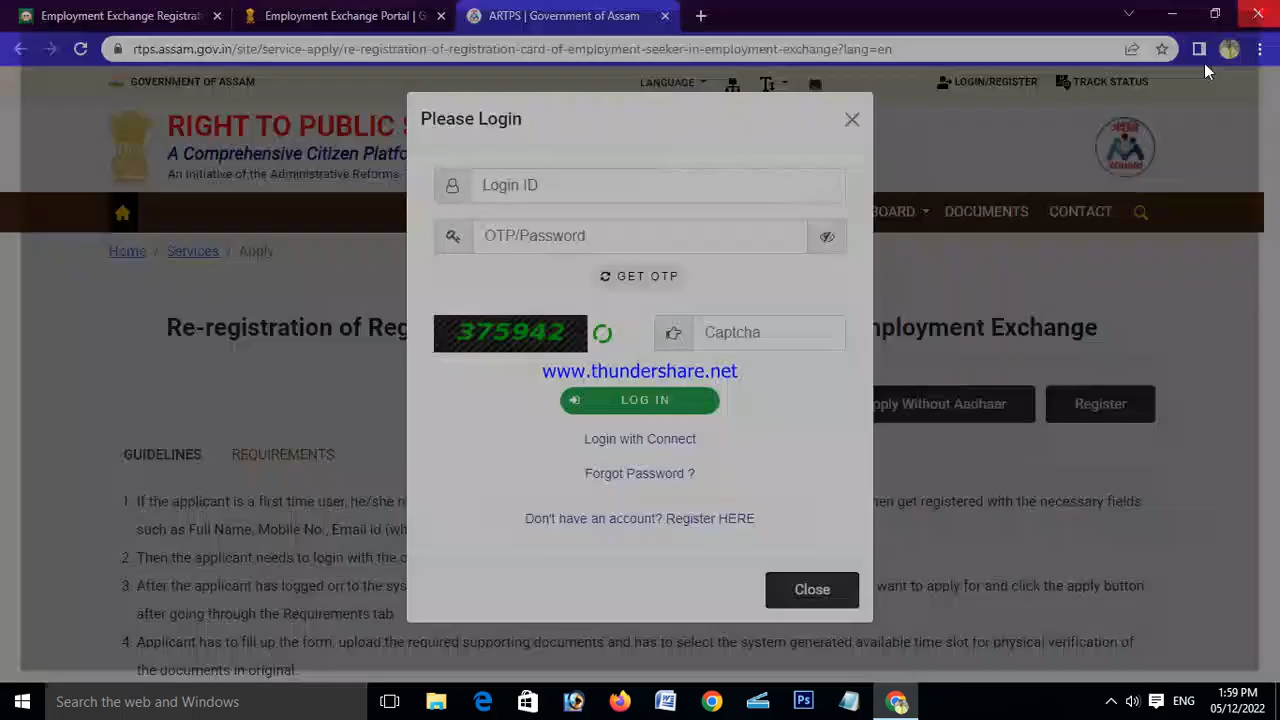 Employment Exchange Registrat
Employment Exchange Portal | G
ARTPS | Government of Assam
rtps.assam.gov.in/site/service-apply/re-registration-of-registration-card-of-employment-seeker-in-employment-exchange?lang=en
GOVERNMENT OF ASSAM
LANGUAGE
LOGIN/REGISTER
TRACK STATUS
RIGHT TO PUBLIC S
A Comprehensive Citizen Platfo
An Initiative of the Administrative Reforms
BOARD
DOCUMENTS
CONTACT
Home / Services / Apply
Re-registration of Reg
ployment Exchange
pply Without Aadhaar
Register
GUIDELINES
REQUIREMENTS
1 If the applicant is a first time user, he/she n
hen get registered with the necessary fields
such as Full Name, Mobile No., Email id (wh
2. Then the applicant needs to login with the c
3. After the applicant has logged on to the sys
want to apply for and click the apply button
after going through the Requirements tab
4. Applicant has to fill up the form, upload the required supporting documents and has to select the system generated available time slot for physical verification of
the documents in original.
Please Login
Login ID
OTP/Password
GET OTP
375942
Captcha
www.thundershare.net
LOG IN
Login with Connect
Forgot Password ?
Don't have an account? Register HERE
Close
Search the web and Windows
ENG
1:59 PM
05/12/2022